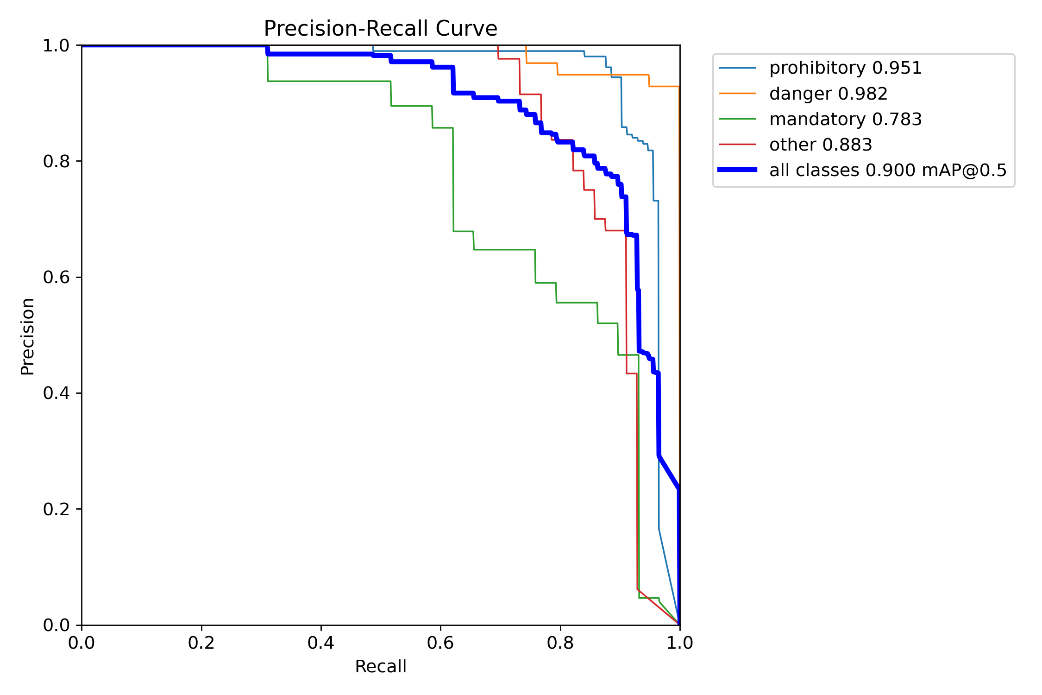 Precision-Recall Curve
1.0
0.8
0.6
0.4
0.2
0.0
Precision
0.0 0.2 0.4 0.6 0.8 1.0
Recall
prohibitory 0.951
danger 0.982
mandatory 0.783
other 0.883
all classes 0.900 mAP@0.5